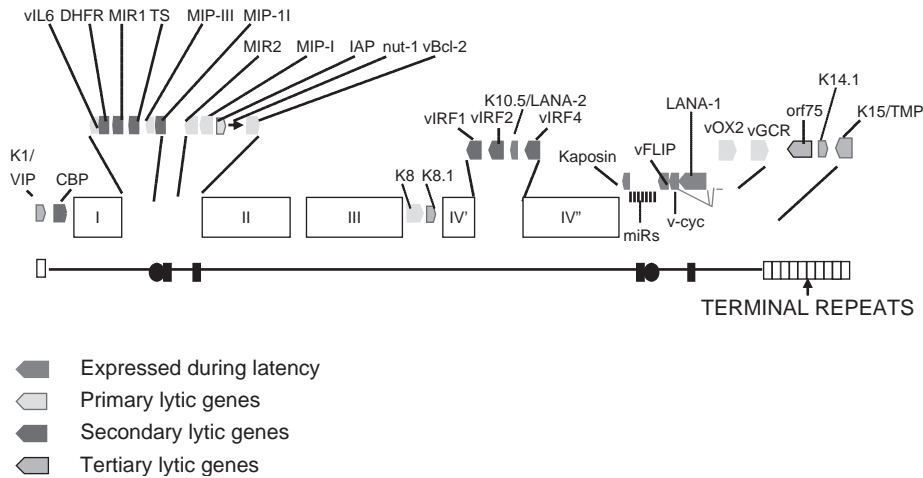 vIL6 DHFR MIR1 TS MIP-III MIP-1I
MIR2 MIP-I IAP nut-1 vBcl-2
K14.1
K10.5/LANA-2 LANA-1 orf75
K15/TMP
vIRF1 vIRF2 vIRF4 vOX2
vGCR
K1/
VIP CBP Kaposin vFLIP
K8 K8.1
I II III IV' IV"
miRs v-cyc
TERMINAL REPEATS
Expressed during latency
Primary lytic genes
Secondary lytic genes
Tertiary lytic genes